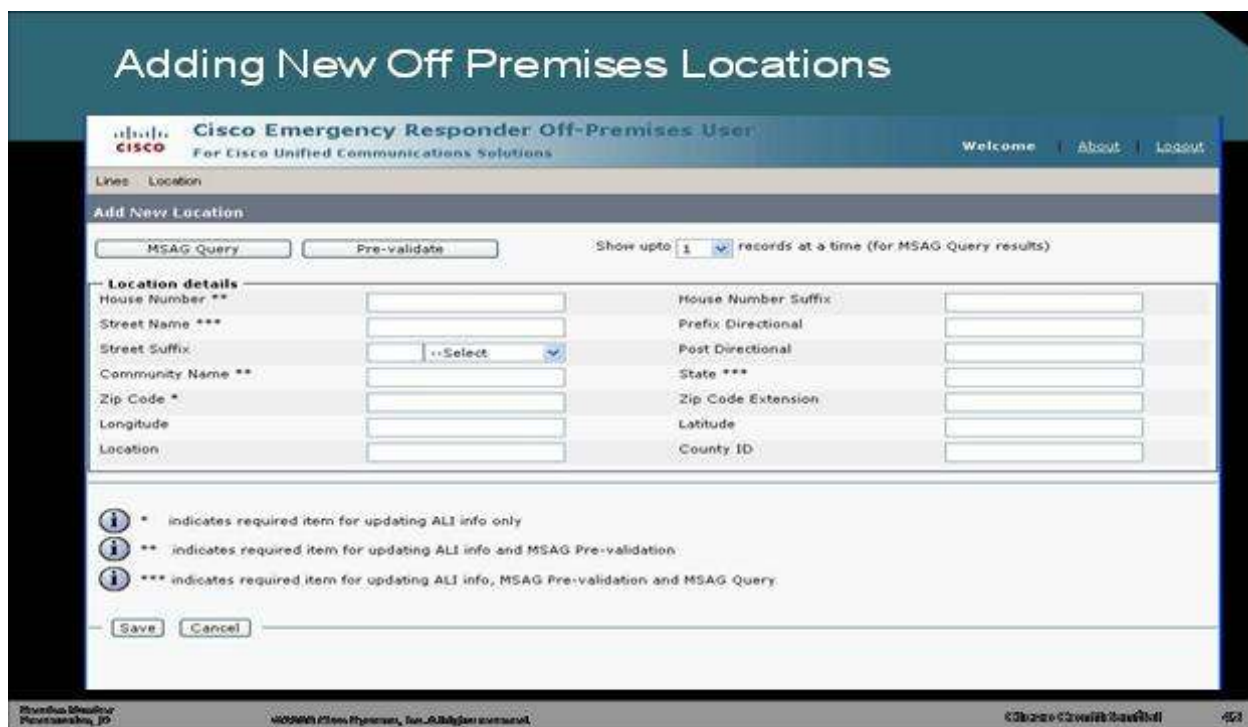 Adding New Off Premises Locations
CISCO
Cisco Emergency Responder Off-Premises User
For Cisco Unified Communications Solutions
Welcome | About | Logout
Lines Location
Add New Location
MSAG Query Pre-validate Show upto 1 records at a time (for MSAG Query results)
Location details
House Number ** House Number Suffix
Street Name *** Prefix Directional
Street Suffix --Select Post Directional
Community Name ** State ***
Zip Code * Zip Code Extension
Longitude Latitude
Location County ID
* indicates required item for updating ALI info only
** indicates required item for updating ALI info and MSAG Pre-validation
*** indicates required item for updating ALI info, MSAG Pre-validation and MSAG Query
Save Cancel
Cisco Confidential